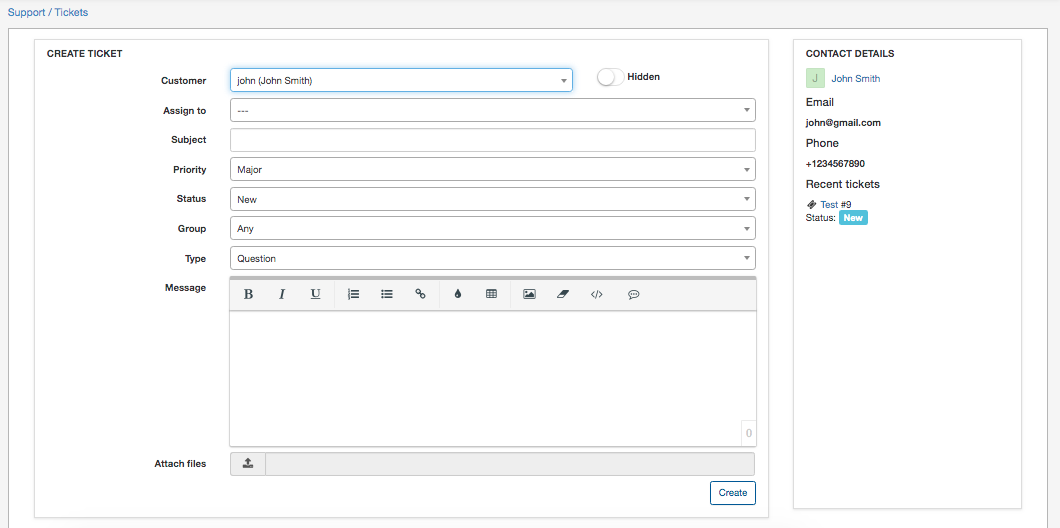 Support / Tickets
CREATE TICKET
Customer
john (John Smith)
Hidden
Assign to
---
Subject
Priority
Major
Status
New
Group
Any
Type
Question
Message
B I U
0
Attach files
Create
CONTACT DETAILS
J John Smith
Email
john@gmail.com
Phone
+1234567890
Recent tickets
Test #9
Status: New